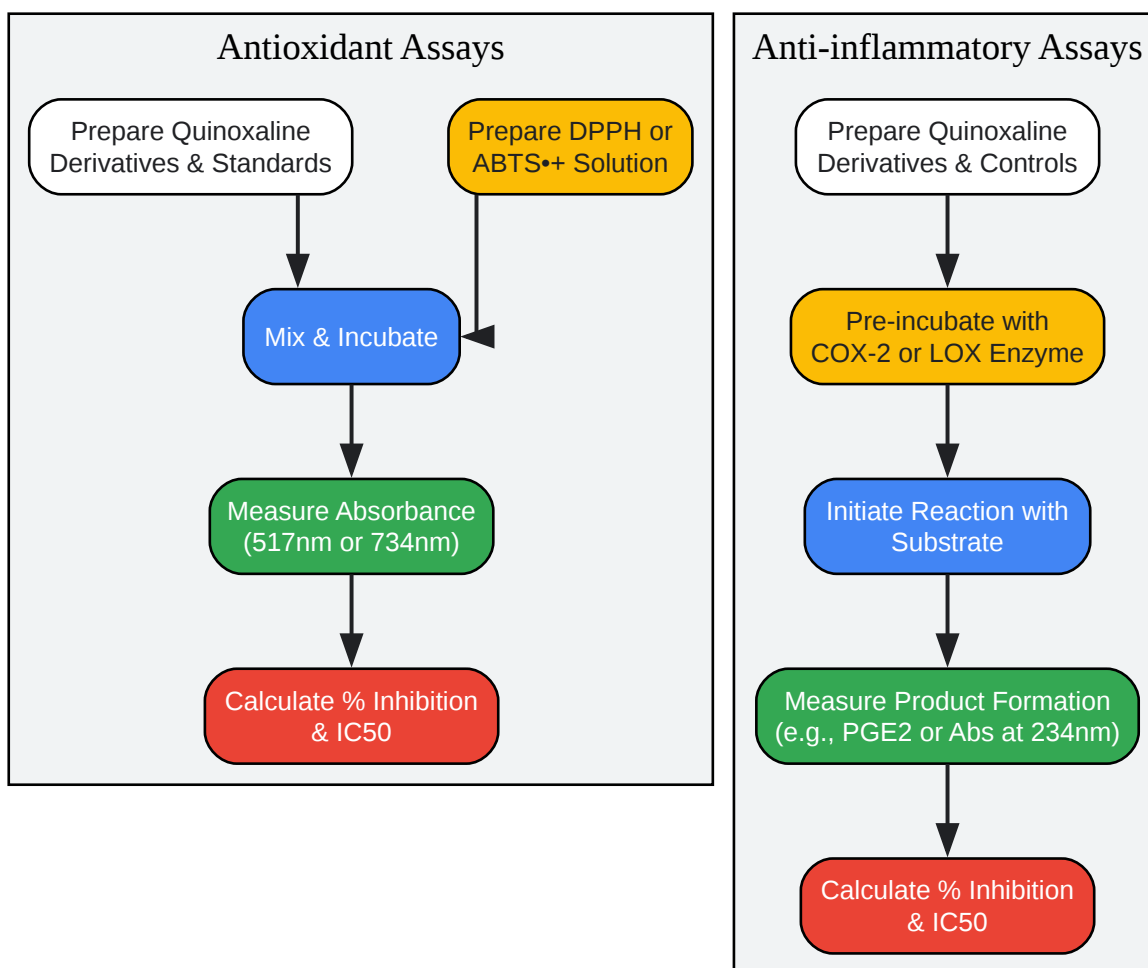 Antioxidant Assays
Prepare Quinoxaline
Derivatives & Standards
Prepare DPPH or
ABTS•+ Solution
Mix & Incubate
Measure Absorbance
(517nm or 734nm)
Calculate % Inhibition
& IC50
Anti-inflammatory Assays
Prepare Quinoxaline
Derivatives & Controls
Pre-incubate with
COX-2 or LOX Enzyme
Initiate Reaction with
Substrate
Measure Product Formation
(e.g., PGE2 or Abs at 234nm)
Calculate % Inhibition
& IC50